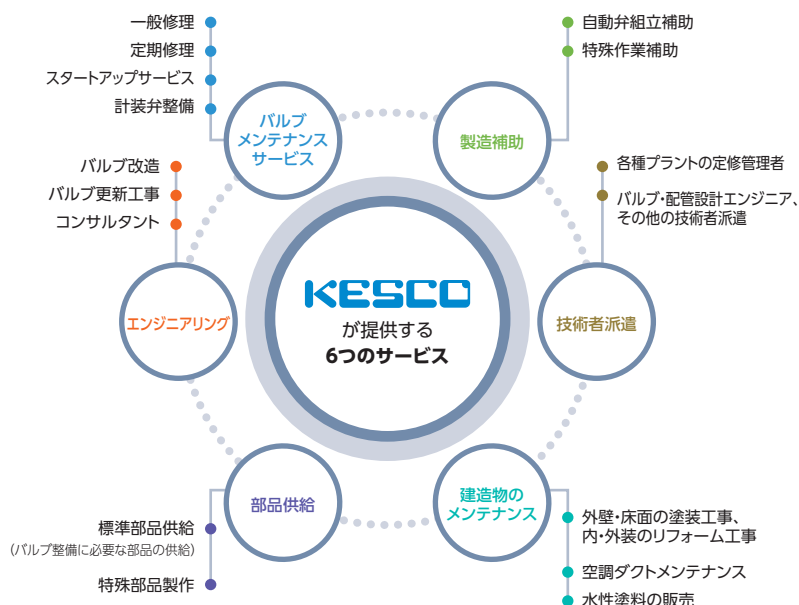 一般修理
定期修理
スタートアップサービス
計装弁整備
バルブ
メンテナンス
サービス
自動弁組立補助
特殊作業補助
製造補助
バルブ改造
バルブ更新工事
コンサルタント
エンジニアリング
各種プラントの定修管理者
バルブ・配管設計エンジニア、
その他の技術者派遣
技術者派遣
KESCO
が提供する
6つのサービス
部品供給
標準部品供給
(バルブ整備に必要な部品の供給)
特殊部品製作
建造物の
メンテナンス
外壁・床面の塗装工事、
内・外装のリフォーム工事
空調ダクトメンテナンス
水性塗料の販売